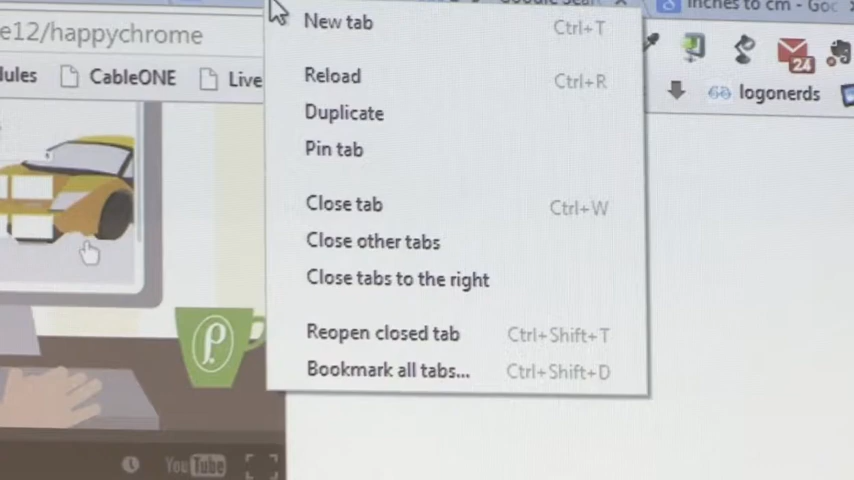 inches to cm - Goo
New tab Ctrl+T
e12/happychrome
24
Reload Ctrl+R
CableONE
Live
logonerds
Duplicate
Pin tab
Close tab Ctrl+W
Close other tabs
Close tabs to the right
Reopen closed tab Ctrl+Shift+T
Bookmark all tabs... Ctrl+Shift+D
YouTube